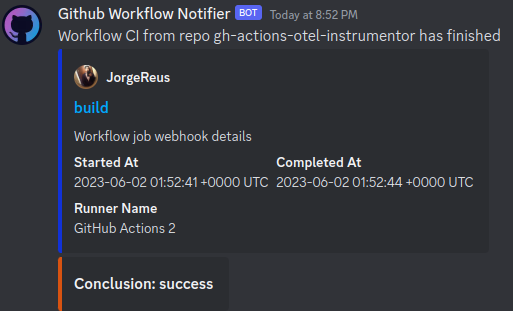 Github Workflow Notifier BOT Today at 8:52 PM
Workflow CI from repo gh-actions-otel-instrumentor has finished
JorgeReus
build
Workflow job webhook details
Started At Completed At
2023-06-02 01:52:41 +0000 UTC 2023-06-02 01:52:44 +0000 UTC
Runner Name
GitHub Actions 2
Conclusion: success